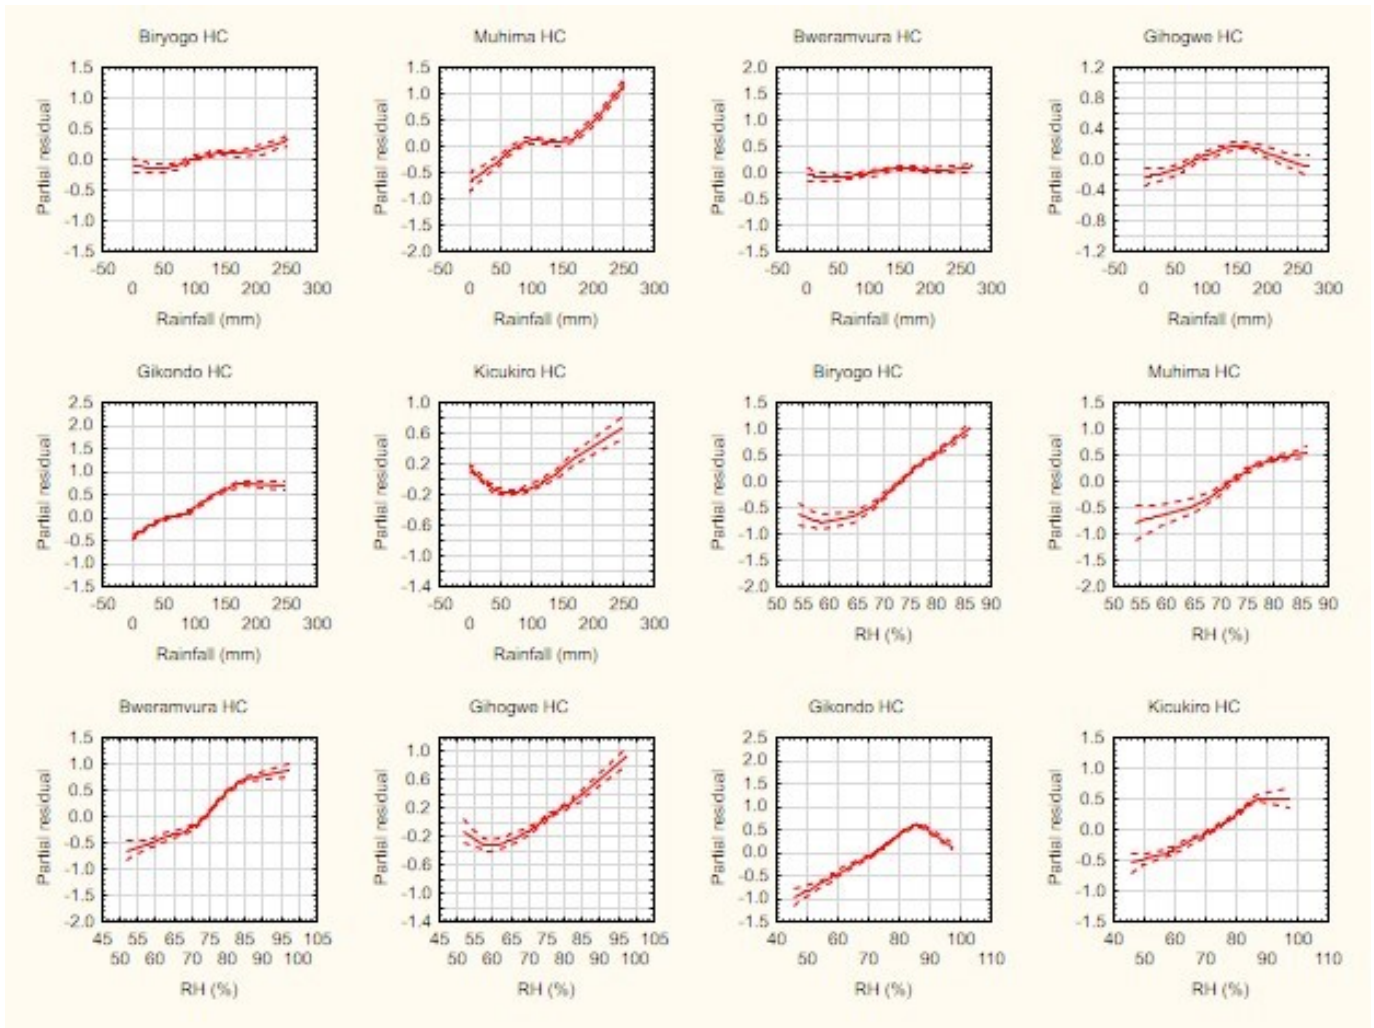 Biryogo HC
Muhima HC
Bweramvura HC
Gihogwe HC
Partial residual
1.5
1.0
0.5
0.0
-0.5
-1.0
-1.5
-50 50 150 250
0 100 200 300
Rainfall (mm)
Partial residual
1.5
1.0
0.5
0.0
-0.5
-1.0
-1.5
-2.0
-50 50 150 250
0 100 200 300
Rainfall (mm)
Partial residual
2.0
1.5
1.0
0.5
0.0
-0.5
-1.0
-1.5
-50 50 150 250
0 100 200 300
Rainfall (mm)
Partial residual
1.2
0.8
0.4
0.0
-0.4
-0.8
-1.2
-50 50 150 250
0 100 200 300
Rainfall (mm)
Gikondo HC
Kicukiro HC
Biryogo HC
Muhima HC
Partial residual
2.5
2.0
1.5
1.0
0.5
0.0
-0.5
-1.0
-1.5
-50 50 150 250
0 100 200 300
Rainfall (mm)
Partial residual
1.0
0.6
0.2
-0.2
-0.6
-1.0
-1.4
-50 50 150 250
0 100 200 300
Rainfall (mm)
Partial residual
1.5
1.0
0.5
0.0
-0.5
-1.0
-1.5
-2.0
50 55 60 65 70 75 80 85 90
RH (%)
Partial residual
1.5
1.0
0.5
0.0
-0.5
-1.0
-1.5
-2.0
50 55 60 65 70 75 80 85 90
RH (%)
Bweramvura HC
Gihogwe HC
Gikondo HC
Kicukiro HC
Partial residual
1.5
1.0
0.5
0.0
-0.5
-1.0
-1.5
-2.0
45 55 65 75 85 95 105
50 60 70 80 90 100
RH (%)
Partial residual
1.0
0.6
0.2
-0.2
-0.6
-1.0
-1.4
45 55 65 75 85 95 105
50 60 70 80 90 100
RH (%)
Partial residual
2.5
2.0
1.5
1.0
0.5
0.0
-0.5
-1.0
-1.5
40 60 80 100
50 70 90 110
RH (%)
Partial residual
1.5
1.0
0.5
0.0
-0.5
-1.0
-1.5
40 60 80 100
50 70 90 110
RH (%)